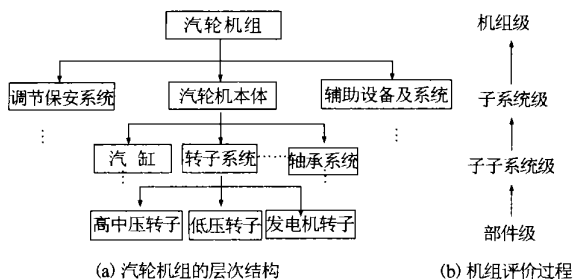 汽轮机组
机组级
调节保安系统
汽轮机本体
辅助设备及系统
子系统级
汽缸
转子系统
轴承系统
子子系统级
高中压转子
低压转子
发电机转子
部件级
(a) 汽轮机组的层次结构
(b) 机组评价过程